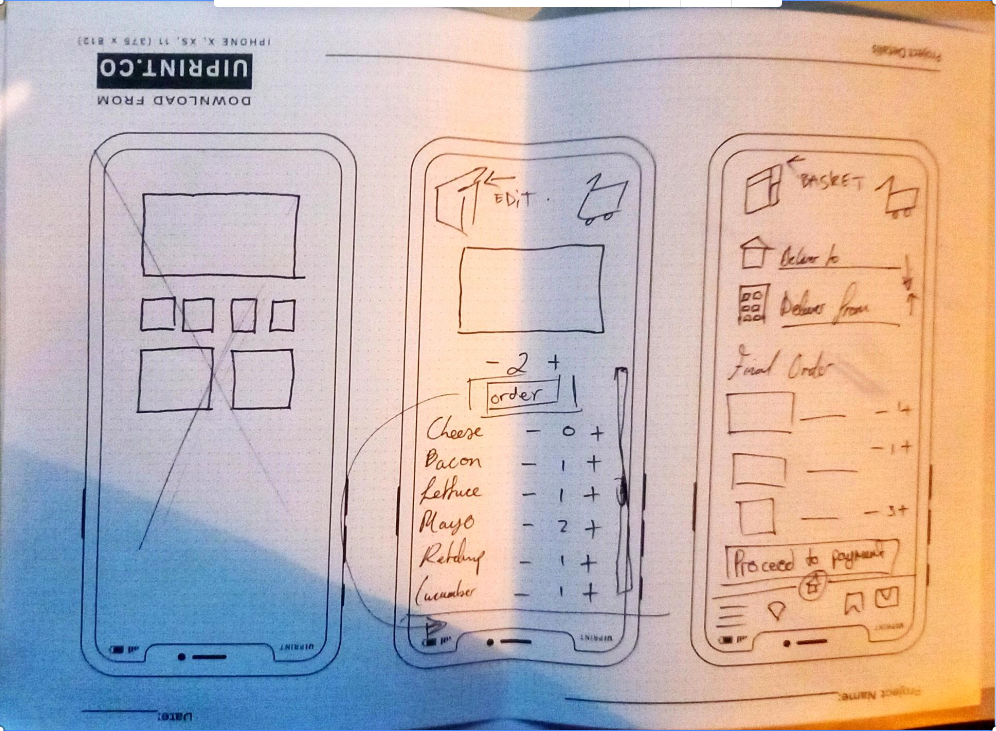 IPHONE X, XS, 11 (375 x 812)
UIPRINT.CO
DOWNLOAD FROM
Project Details
EDIT.
- 2 +
order
Cheese - 0 +
Bacon - 1 +
Lettuce - 1 +
Mayo - 2 +
Ketchup - 1 +
Cucumber - 1 +
BASKET
Deliver to
Deliver from
Final Order
- 4
- 1 +
- 3 +
Proceed to payment
UIPRINT
UIPRINT
UIPRINT
Project Name:
Date: